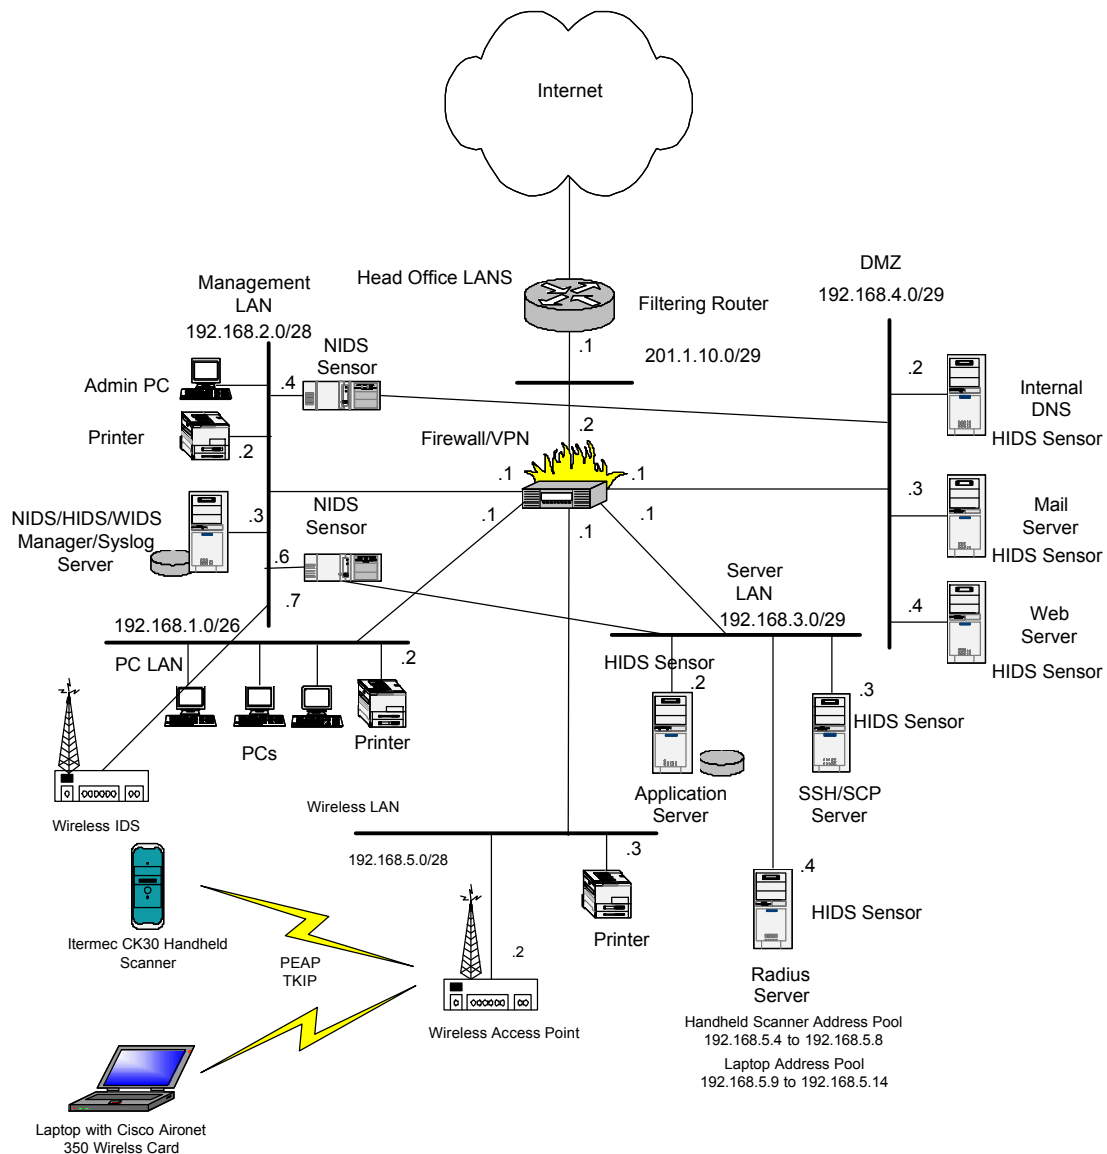 Internet
Head Office LANS
Filtering Router
.1
201.1.10.0/29
Management
LAN
192.168.2.0/28
DMZ
192.168.4.0/29
NIDS
Sensor
.4
Admin PC
Printer
.2
.2
Internal
DNS
HIDS Sensor
Firewall/VPN
.2
.1
.1
.1
.1
.1
NIDS/HIDS/WIDS
Manager/Syslog
Server
.3
NIDS
Sensor
.6
.7
.3
Mail
Server
HIDS Sensor
Server
LAN
192.168.3.0/29
.4
Web
Server
HIDS Sensor
192.168.1.0/26
PC LAN
.2
PCs
Printer
HIDS Sensor
.2
Application
Server
.3
HIDS Sensor
SSH/SCP
Server
Wireless IDS
Wireless LAN
192.168.5.0/28
.3
Printer
.4
HIDS Sensor
Radius
Server
Handheld Scanner Address Pool
192.168.5.4 to 192.168.5.8
Laptop Address Pool
192.168.5.9 to 192.168.5.14
Itermec CK30 Handheld
Scanner
PEAP
TKIP
.2
Wireless Access Point
Laptop with Cisco Aironet
350 Wirelss Card